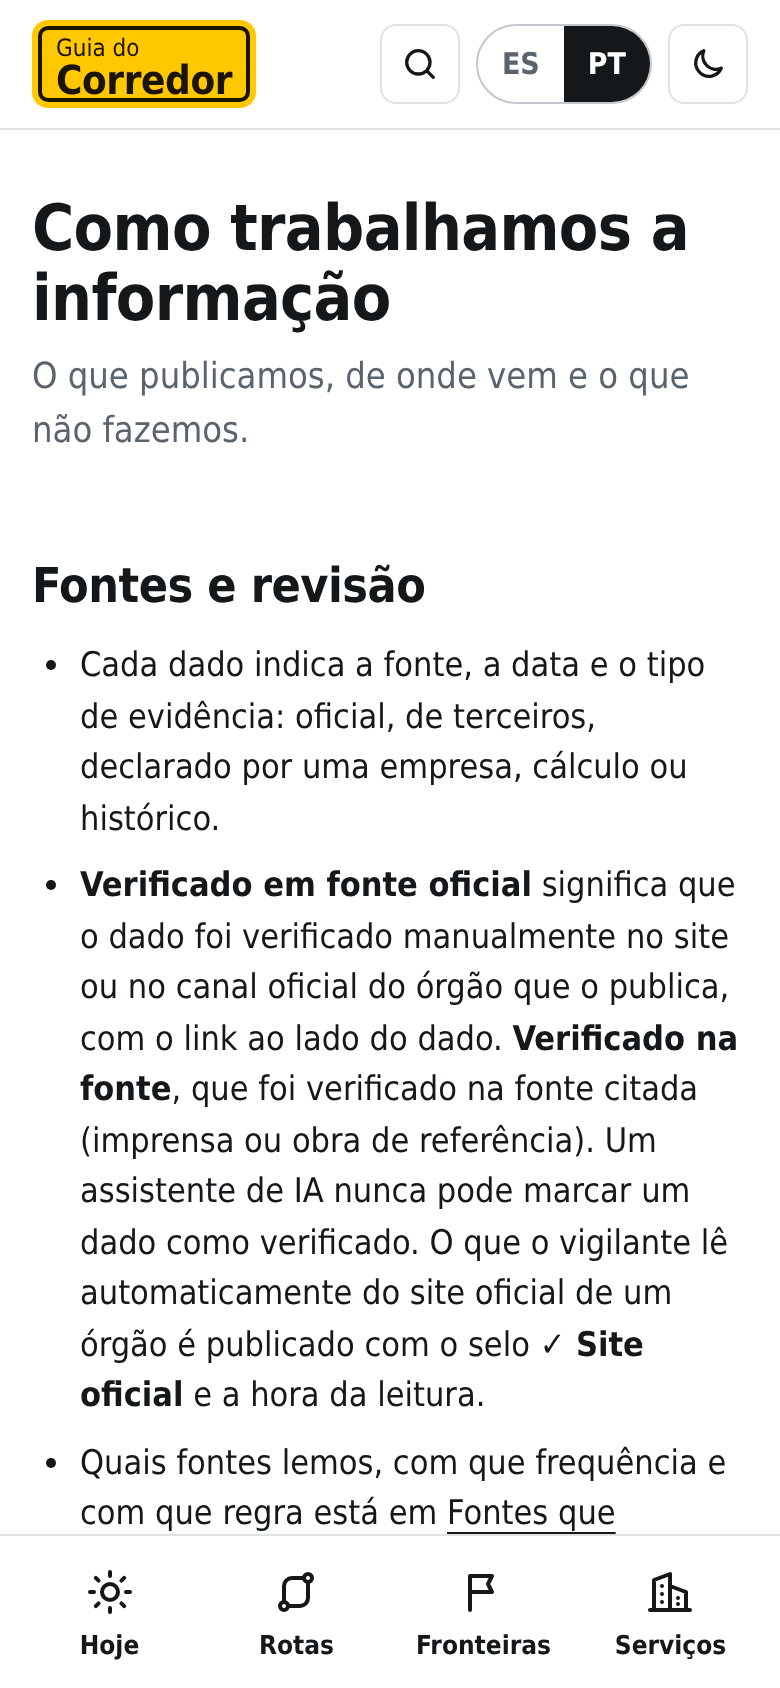 Guia do
Corredor
ES
PT
Como trabalhamos a
informação
O que publicamos, de onde vem e o que
não fazemos.
Fontes e revisão
• Cada dado indica a fonte, a data e o tipo
de evidência: oficial, de terceiros,
declarado por uma empresa, cálculo ou
histórico.
• Verificado em fonte oficial significa que
o dado foi verificado manualmente no site
ou no canal oficial do órgão que o publica,
com o link ao lado do dado. Verificado na
fonte, que foi verificado na fonte citada
(imprensa ou obra de referência). Um
assistente de IA nunca pode marcar um
dado como verificado. O que o vigilante lê
automaticamente do site oficial de um
órgão é publicado com o selo ✓ Site
oficial e a hora da leitura.
• Quais fontes lemos, com que frequência e
com que regra está em Fontes que
Hoje
Rotas
Fronteiras
Serviços